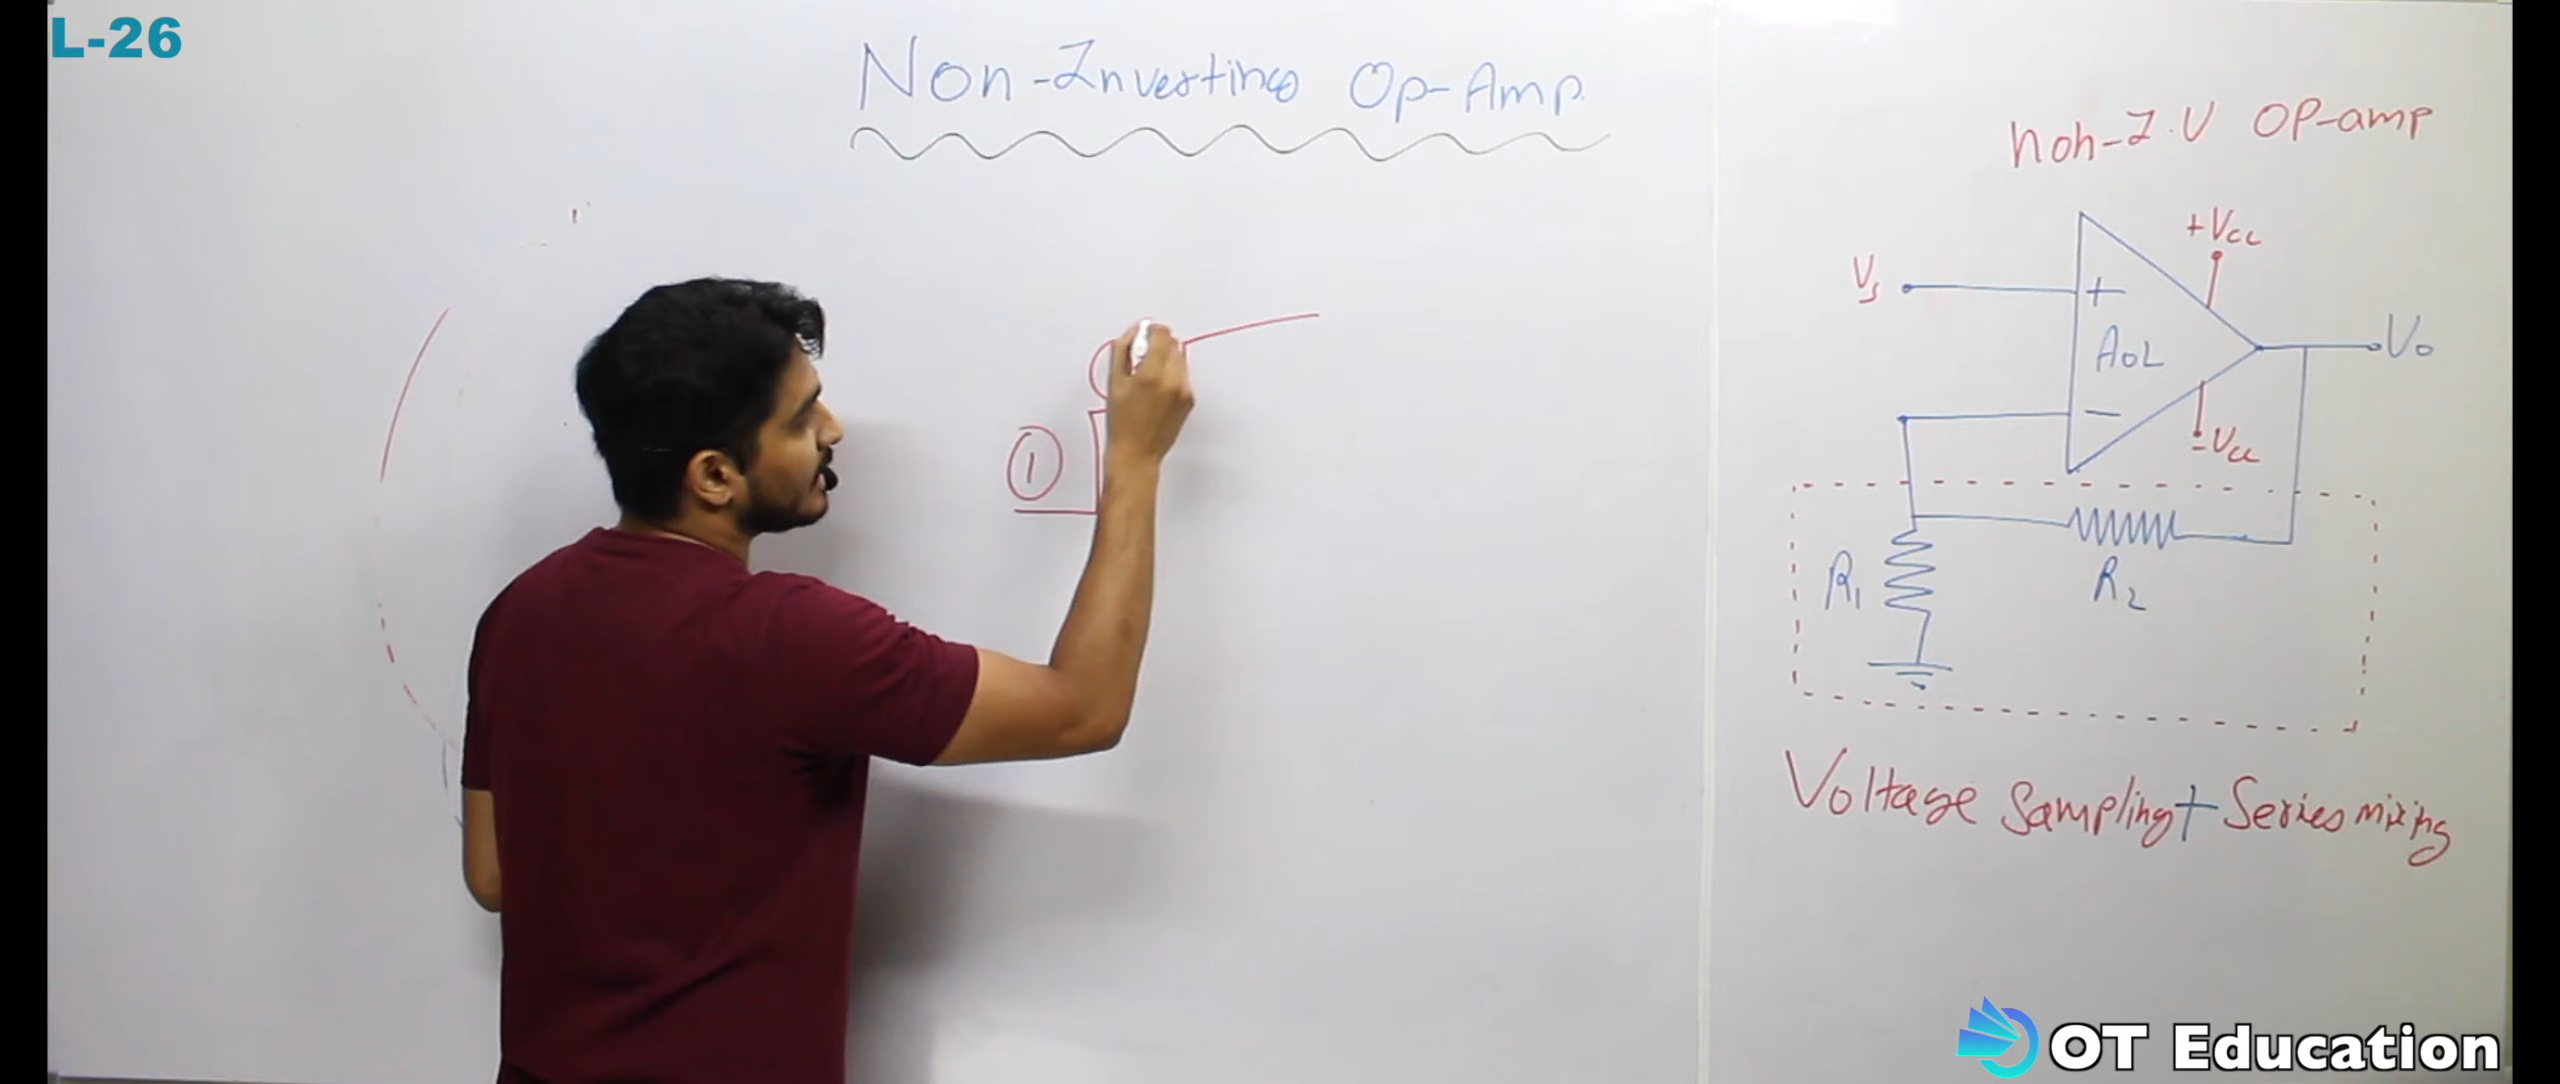 L-26
Non-Inverting Op-Amp
①
non-I.V OP-amp
+Vcc
Vs
+
AOL
Vo
−
-Vcc
R1
R2
Voltage Sampling + Series mixing
OT Education